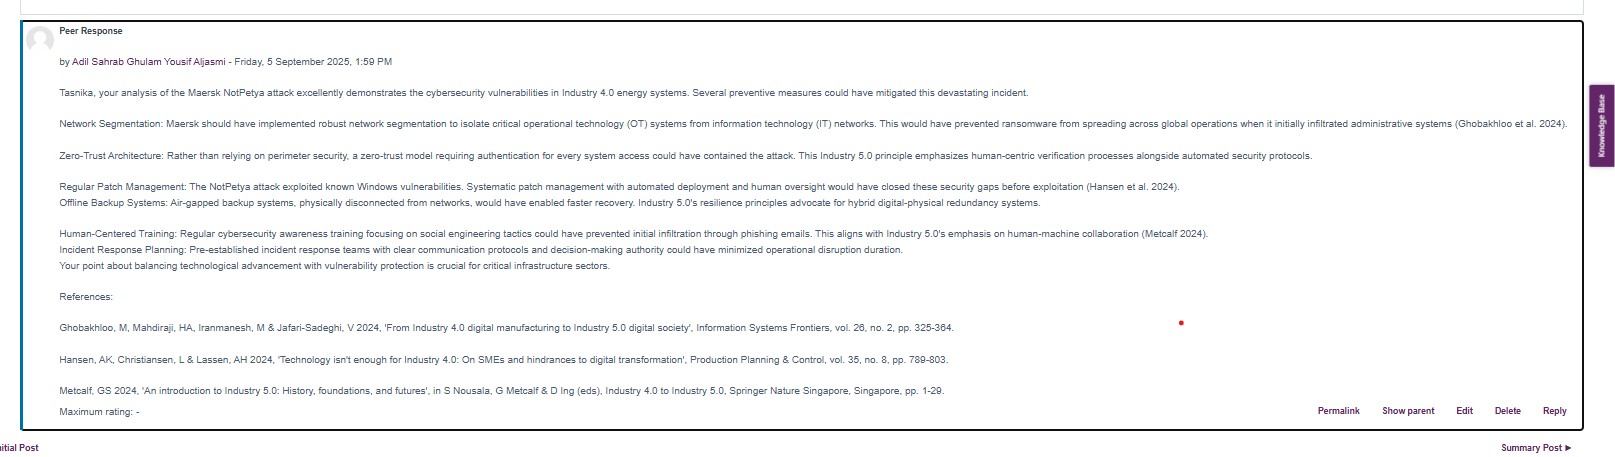 Peer Response
by Adil Sahrab Ghulam Yousif Aljasmi - Friday, 5 September 2025, 1:59 PM
Tasnika, your analysis of the Maersk NotPetya attack excellently demonstrates the cybersecurity vulnerabilities in Industry 4.0 energy systems. Several preventive measures could have mitigated this devastating incident.
Network Segmentation: Maersk should have implemented robust network segmentation to isolate critical operational technology (OT) systems from information technology (IT) networks. This would have prevented ransomware from spreading across global operations when it initially infiltrated administrative systems (Ghobakhloo et al. 2024).
Zero-Trust Architecture: Rather than relying on perimeter security, a zero-trust model requiring authentication for every system access could have contained the attack. This Industry 5.0 principle emphasizes human-centric verification processes alongside automated security protocols.
Regular Patch Management: The NotPetya attack exploited known Windows vulnerabilities. Systematic patch management with automated deployment and human oversight would have closed these security gaps before exploitation (Hansen et al. 2024).
Offline Backup Systems: Air-gapped backup systems, physically disconnected from networks, would have enabled faster recovery. Industry 5.0's resilience principles advocate for hybrid digital-physical redundancy systems.
Human-Centered Training: Regular cybersecurity awareness training focusing on social engineering tactics could have prevented initial infiltration through phishing emails. This aligns with Industry 5.0's emphasis on human-machine collaboration (Metcalf 2024).
Incident Response Planning: Pre-established incident response teams with clear communication protocols and decision-making authority could have minimized operational disruption duration.
Your point about balancing technological advancement with vulnerability protection is crucial for critical infrastructure sectors.
References:
Ghobakhloo, M, Mahdiraji, HA, Iranmanesh, M & Jafari-Sadeghi, V 2024, 'From Industry 4.0 digital manufacturing to Industry 5.0 digital society', Information Systems Frontiers, vol. 26, no. 2, pp. 325-364.
Hansen, AK, Christiansen, L & Lassen, AH 2024, 'Technology isn't enough for Industry 4.0: On SMEs and hindrances to digital transformation', Production Planning & Control, vol. 35, no. 8, pp. 789-803.
Metcalf, GS 2024, 'An introduction to Industry 5.0: History, foundations, and futures', in S Nousala, G Metcalf & D Ing (eds), Industry 4.0 to Industry 5.0, Springer Nature Singapore, Singapore, pp. 1-29.
Maximum rating: -
Permalink Show parent Edit Delete Reply
itial Post
Summary Post ►
Knowledge Base